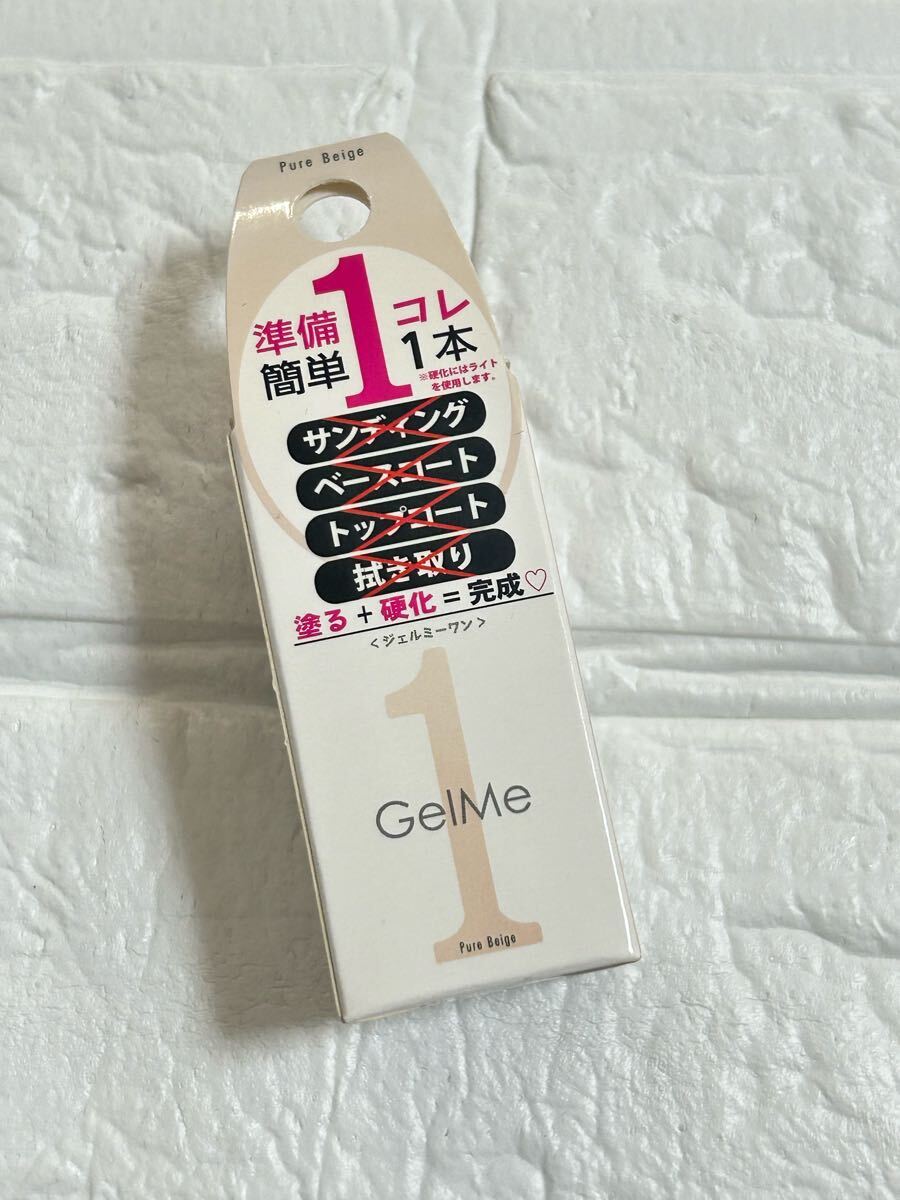 Pure Beige
準備 1 コレ
簡単 1本
※硬化にはライト
を使用します。
サンディング
ベースコート
トップコート
拭き取り
塗る + 硬化 = 完成♡
<ジェルミーワン>
1
GelMe
Pure Beige